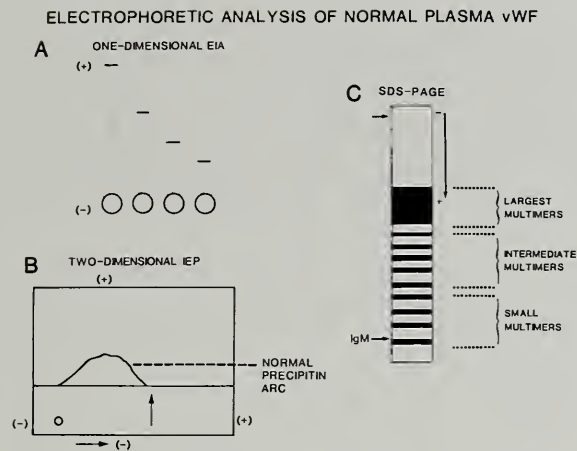 ELECTROPHORETIC ANALYSIS OF NORMAL PLASMA vWF
A
ONE-DIMENSIONAL EIA
(+)
(-)
B
TWO-DIMENSIONAL IEP
(+)
NORMAL
PRECIPITIN
ARC
(-)
(+)
(-)
C
SDS-PAGE
-
+
LARGEST
MULTIMERS
INTERMEDIATE
MULTIMERS
SMALL
MULTIMERS
IgM